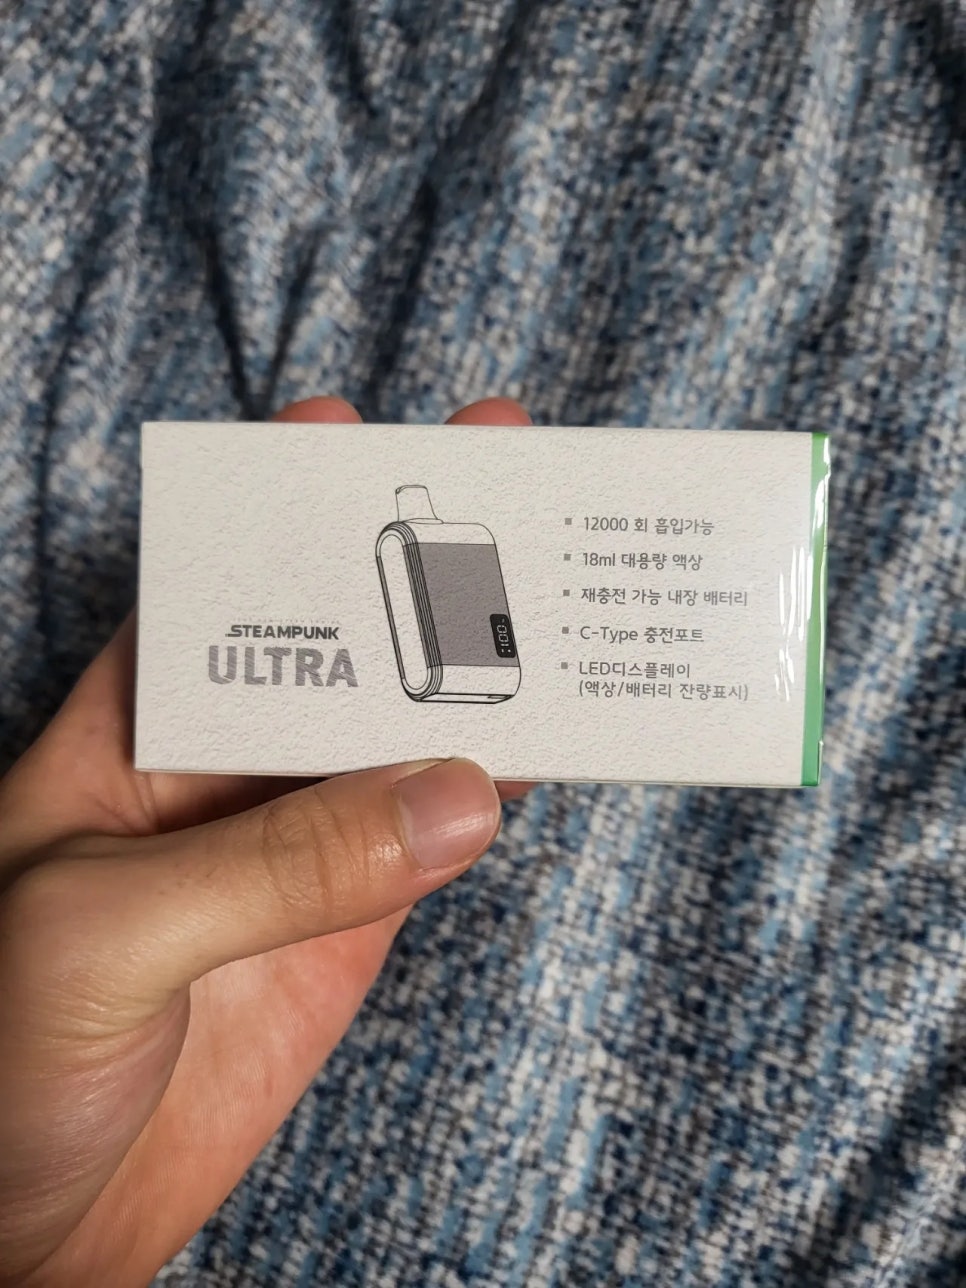 STEAMPUNK
ULTRA
12000 회 흡입가능
18ml 대용량 액상
재충전 가능 내장 배터리
C-Type 충전포트
LED디스플레이
(액상/배터리 잔량표시)
100